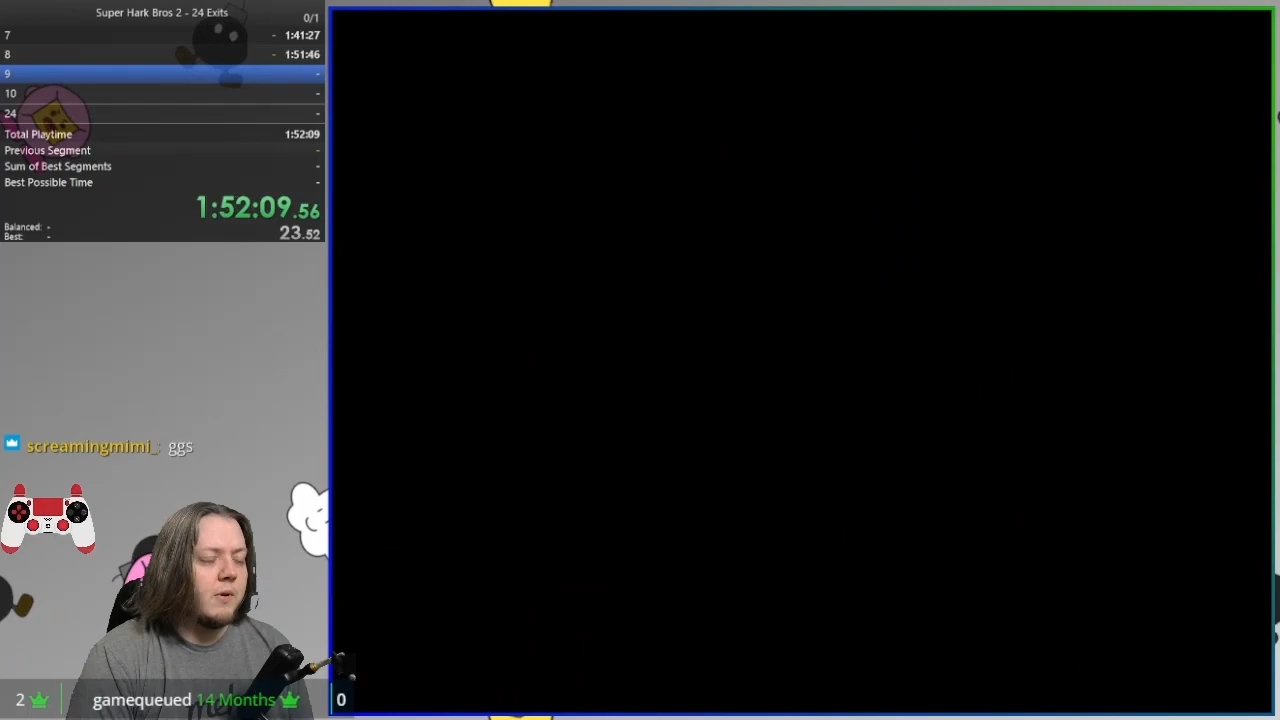 Super Hark Bros 2 - 24 Exits
0/1
7 - 1:41:27
8 - 1:51:46
9 -
10 -
24 -
Total Playtime 1:52:09
Previous Segment -
Sum of Best Segments -
Best Possible Time -
1:52:09.56
Balanced: -
Best: -
23.52
screamingmimi_: ggs
2 gamequeued 14 Months 0